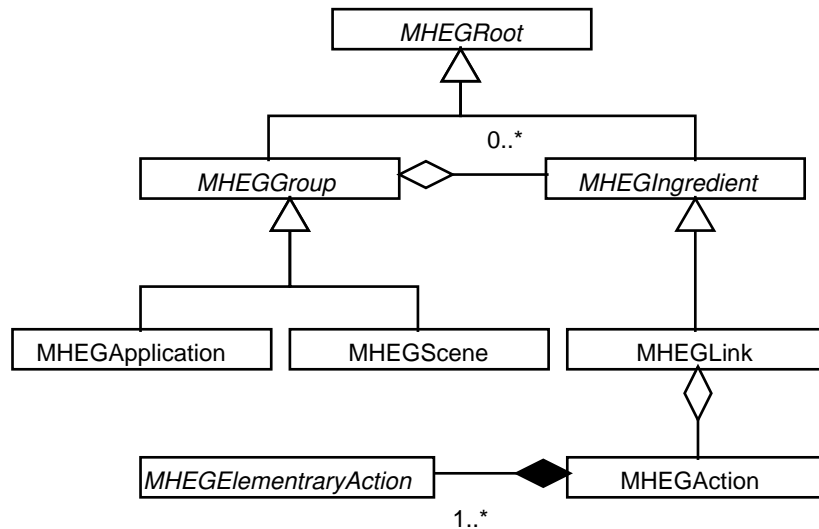 MHEGRoot
0..*
MHEGGroup
MHEGIngredient
MHEGApplication
MHEGScene
MHEGLink
MHEGElementraryAction
MHEGAction
1..*